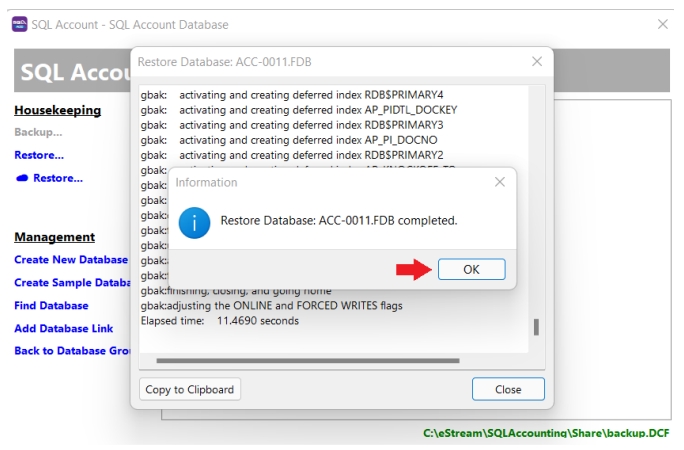 SQL Account - SQL Account Database
SQL Accou
Restore Database: ACC-0011.FDB
Housekeeping
Backup...
Restore...
Restore...
Management
Create New Database
Create Sample Databa
Find Database
Add Database Link
Back to Database Gro
gbak: activating and creating deferred index RDB$PRIMARY4
gbak: activating and creating deferred index AP_PIDTL_DOCKEY
gbak: activating and creating deferred index RDB$PRIMARY3
gbak: activating and creating deferred index AP_PI_DOCNO
gbak: activating and creating deferred index RDB$PRIMARY2
gbak:
gbak:
gbak:
gbak:
gbak:
gbak:
gbak:
gbak:finishing, closing, and going home
gbak:adjusting the ONLINE and FORCED WRITES flags
Elapsed time: 11.4690 seconds
Information
Restore Database: ACC-0011.FDB completed.
OK
Copy to Clipboard
Close
C:\eStream\SQLAccounting\Share\backup.DCF